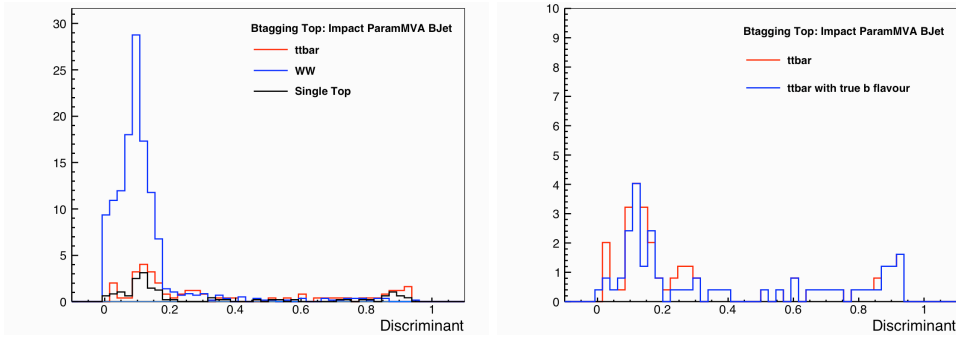 Btagging Top: Impact ParamMVA BJet
ttbar
WW
Single Top
30
25
20
15
10
5
0
0 0.2 0.4 0.6 0.8 1
Discriminant
Btagging Top: Impact ParamMVA BJet
ttbar
ttbar with true b flavour
10
9
8
7
6
5
4
3
2
1
0
0 0.2 0.4 0.6 0.8 1
Discriminant